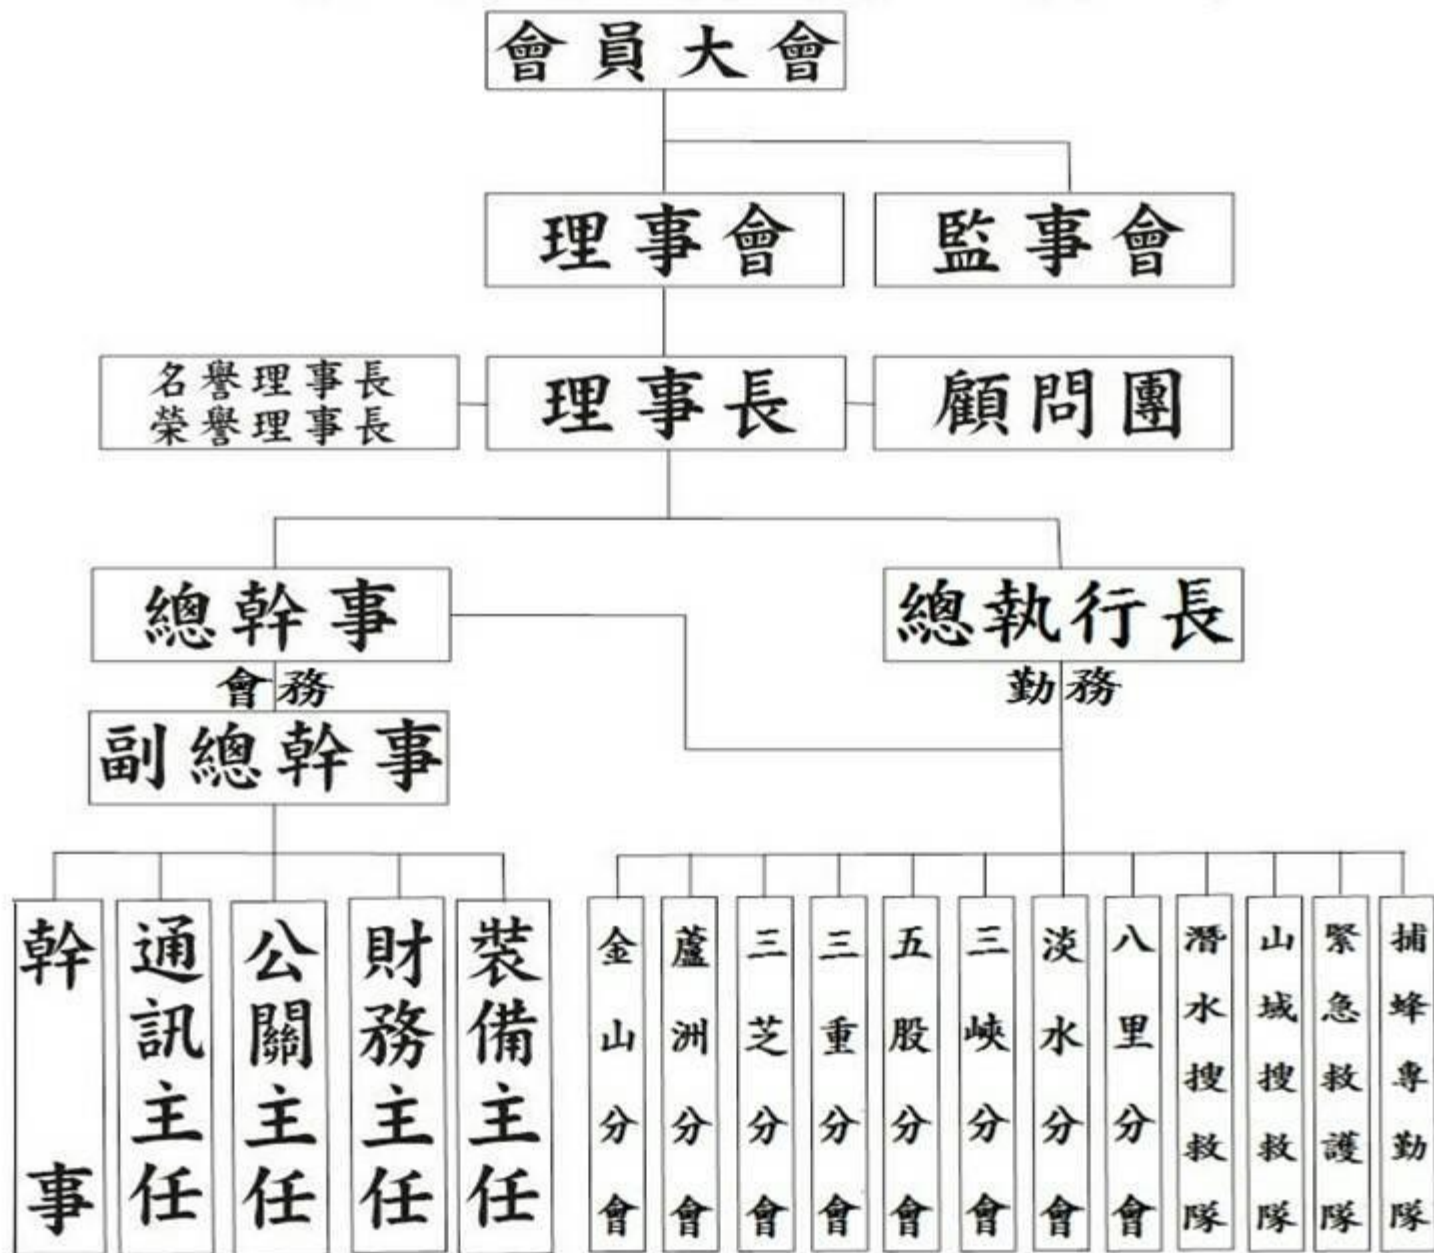 會員大會
理事會
監事會
名譽理事長
榮譽理事長
理事長
顧問團
總幹事
總執行長
會務
勤務
副總幹事
幹事
通訊主任
公關主任
財務主任
裝備主任
金山分會
蘆洲分會
三芝分會
三重分會
五股分會
三峽分會
淡水分會
八里分會
潛水搜救隊
山域搜救隊
緊急救護隊
捕蜂專勤隊